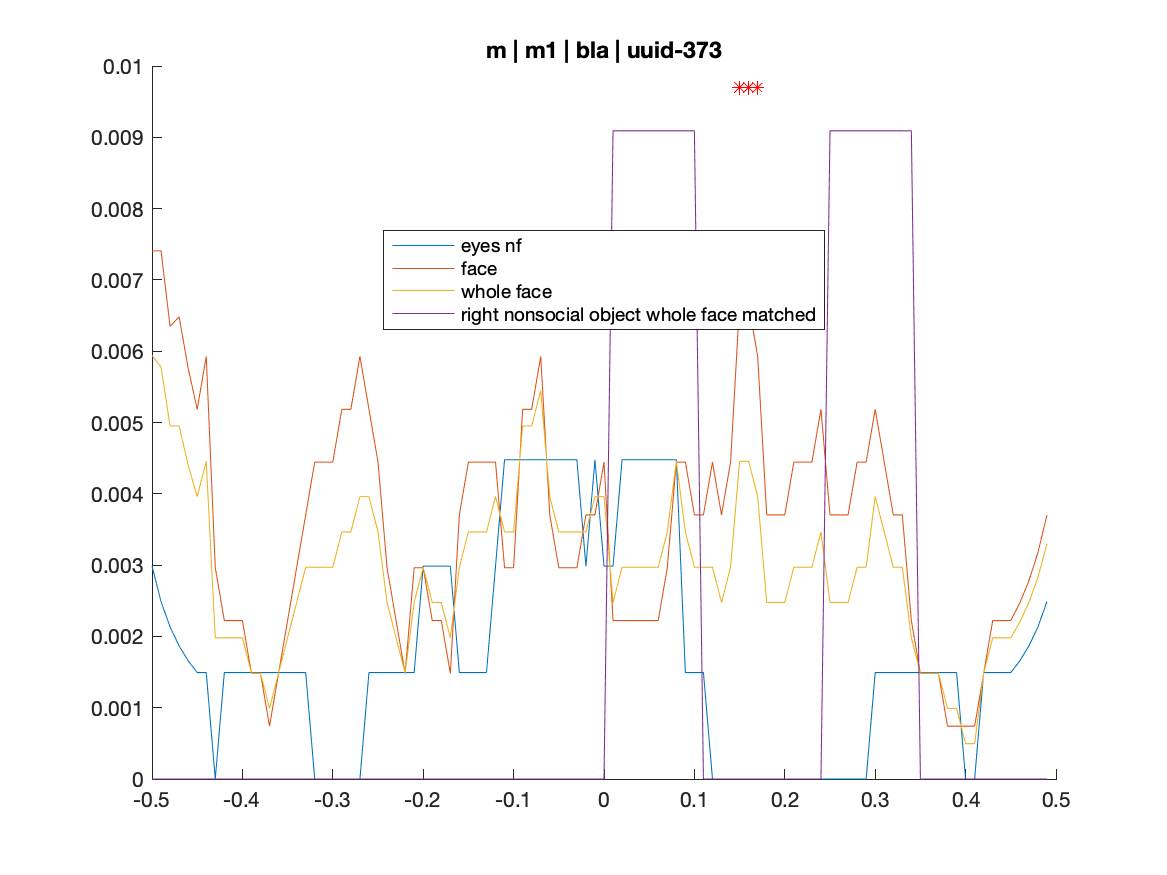 m | m1 | bla | uuid-373
0.01
0.009
0.008
0.007
0.006
0.005
0.004
0.003
0.002
0.001
0
eyes nf
face
whole face
right nonsocial object whole face matched
-0.5 -0.4 -0.3 -0.2 -0.1 0 0.1 0.2 0.3 0.4 0.5